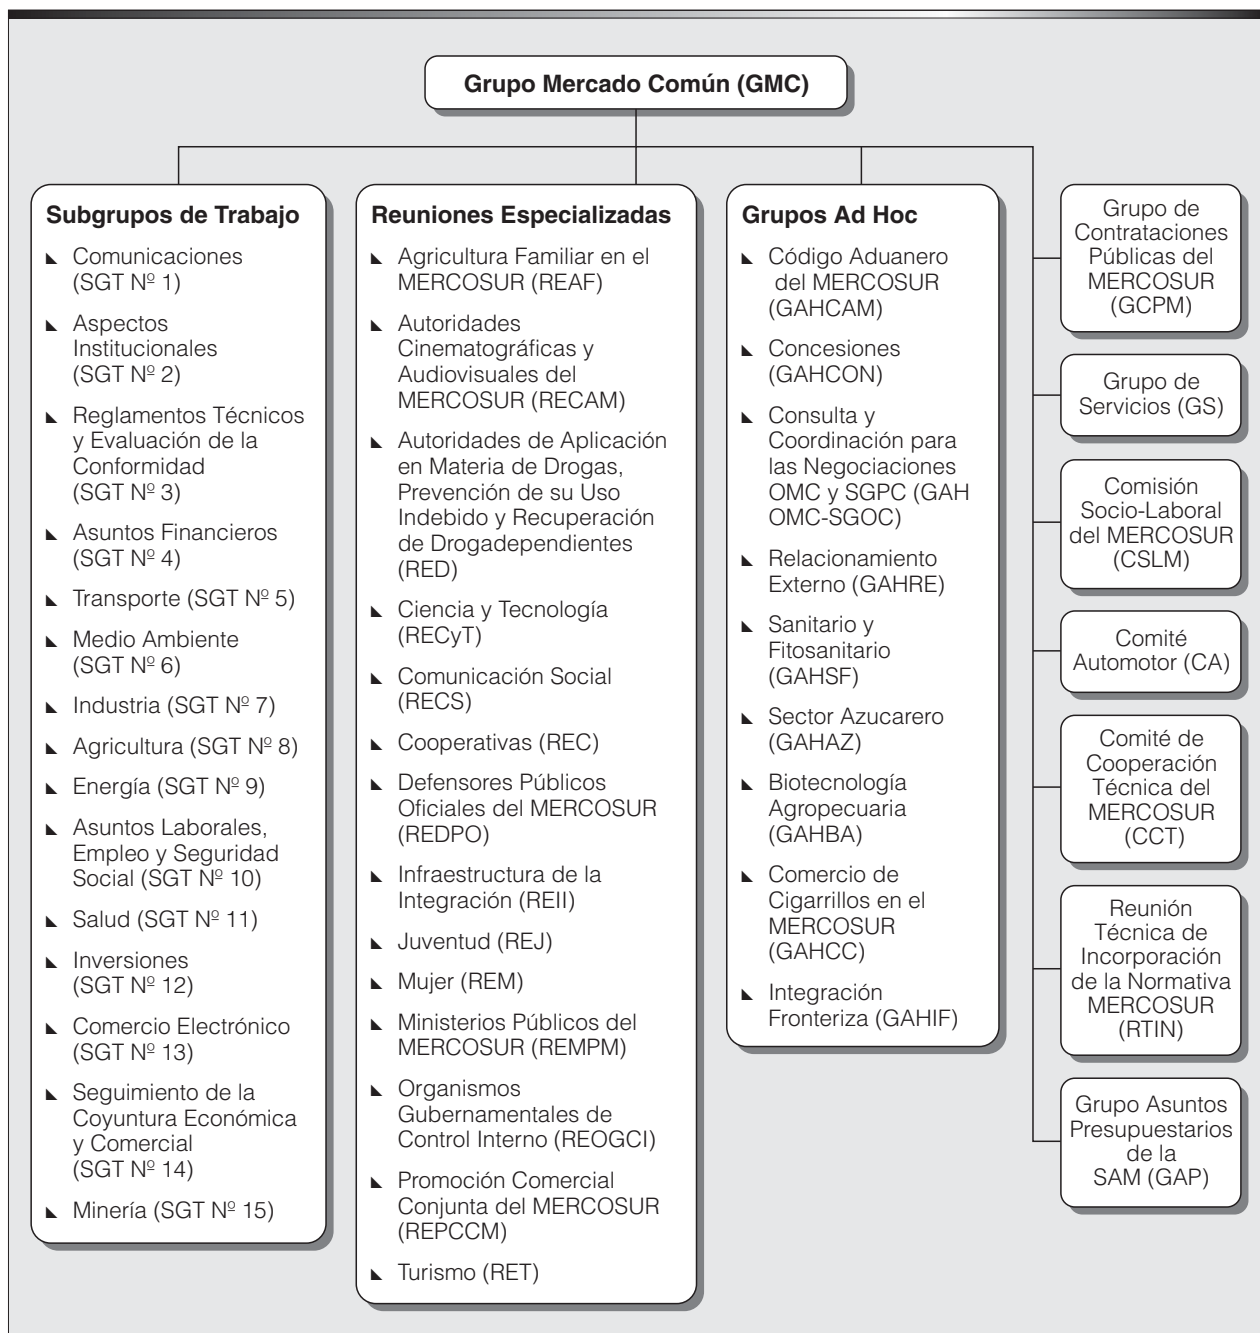 Grupo Mercado Común (GMC)
Subgrupos de Trabajo
Comunicaciones
(SGT Nº 1)
Aspectos
Institucionales
(SGT Nº 2)
Reglamentos Técnicos
y Evaluación de la
Conformidad
(SGT Nº 3)
Asuntos Financieros
(SGT Nº 4)
Transporte (SGT Nº 5)
Medio Ambiente
(SGT Nº 6)
Industria (SGT Nº 7)
Agricultura (SGT Nº 8)
Energía (SGT Nº 9)
Asuntos Laborales,
Empleo y Seguridad
Social (SGT Nº 10)
Salud (SGT Nº 11)
Inversiones
(SGT Nº 12)
Comercio Electrónico
(SGT Nº 13)
Seguimiento de la
Coyuntura Económica
y Comercial
(SGT Nº 14)
Minería (SGT Nº 15)
Reuniones Especializadas
Agricultura Familiar en el
MERCOSUR (REAF)
Autoridades
Cinematográficas y
Audiovisuales del
MERCOSUR (RECAM)
Autoridades de Aplicación
en Materia de Drogas,
Prevención de su Uso
Indebido y Recuperación
de Drogadependientes
(RED)
Ciencia y Tecnología
(RECyT)
Comunicación Social
(RECS)
Cooperativas (REC)
Defensores Públicos
Oficiales del MERCOSUR
(REDPO)
Infraestructura de la
Integración (REII)
Juventud (REJ)
Mujer (REM)
Ministerios Públicos del
MERCOSUR (REMPM)
Organismos
Gubernamentales de
Control Interno (REOGCI)
Promoción Comercial
Conjunta del MERCOSUR
(REPCCM)
Turismo (RET)
Grupos Ad Hoc
Código Aduanero
del MERCOSUR
(GAHCAM)
Concesiones
(GAHCON)
Consulta y
Coordinación para
las Negociaciones
OMC y SGPC (GAH
OMC-SGOC)
Relacionamiento
Externo (GAHRE)
Sanitario y
Fitosanitario
(GAHSF)
Sector Azucarero
(GAHAZ)
Biotecnología
Agropecuaria
(GAHBA)
Comercio de
Cigarrillos en el
MERCOSUR
(GAHCC)
Integración
Fronteriza (GAHIF)
Grupo de
Contrataciones
Públicas del
MERCOSUR
(GCPM)
Grupo de
Servicios (GS)
Comisión
Socio-Laboral
del MERCOSUR
(CSLM)
Comité
Automotor (CA)
Comité de
Cooperación
Técnica del
MERCOSUR
(CCT)
Reunión
Técnica de
Incorporación
de la Normativa
MERCOSUR
(RTIN)
Grupo Asuntos
Presupuestarios
de la
SAM (GAP)